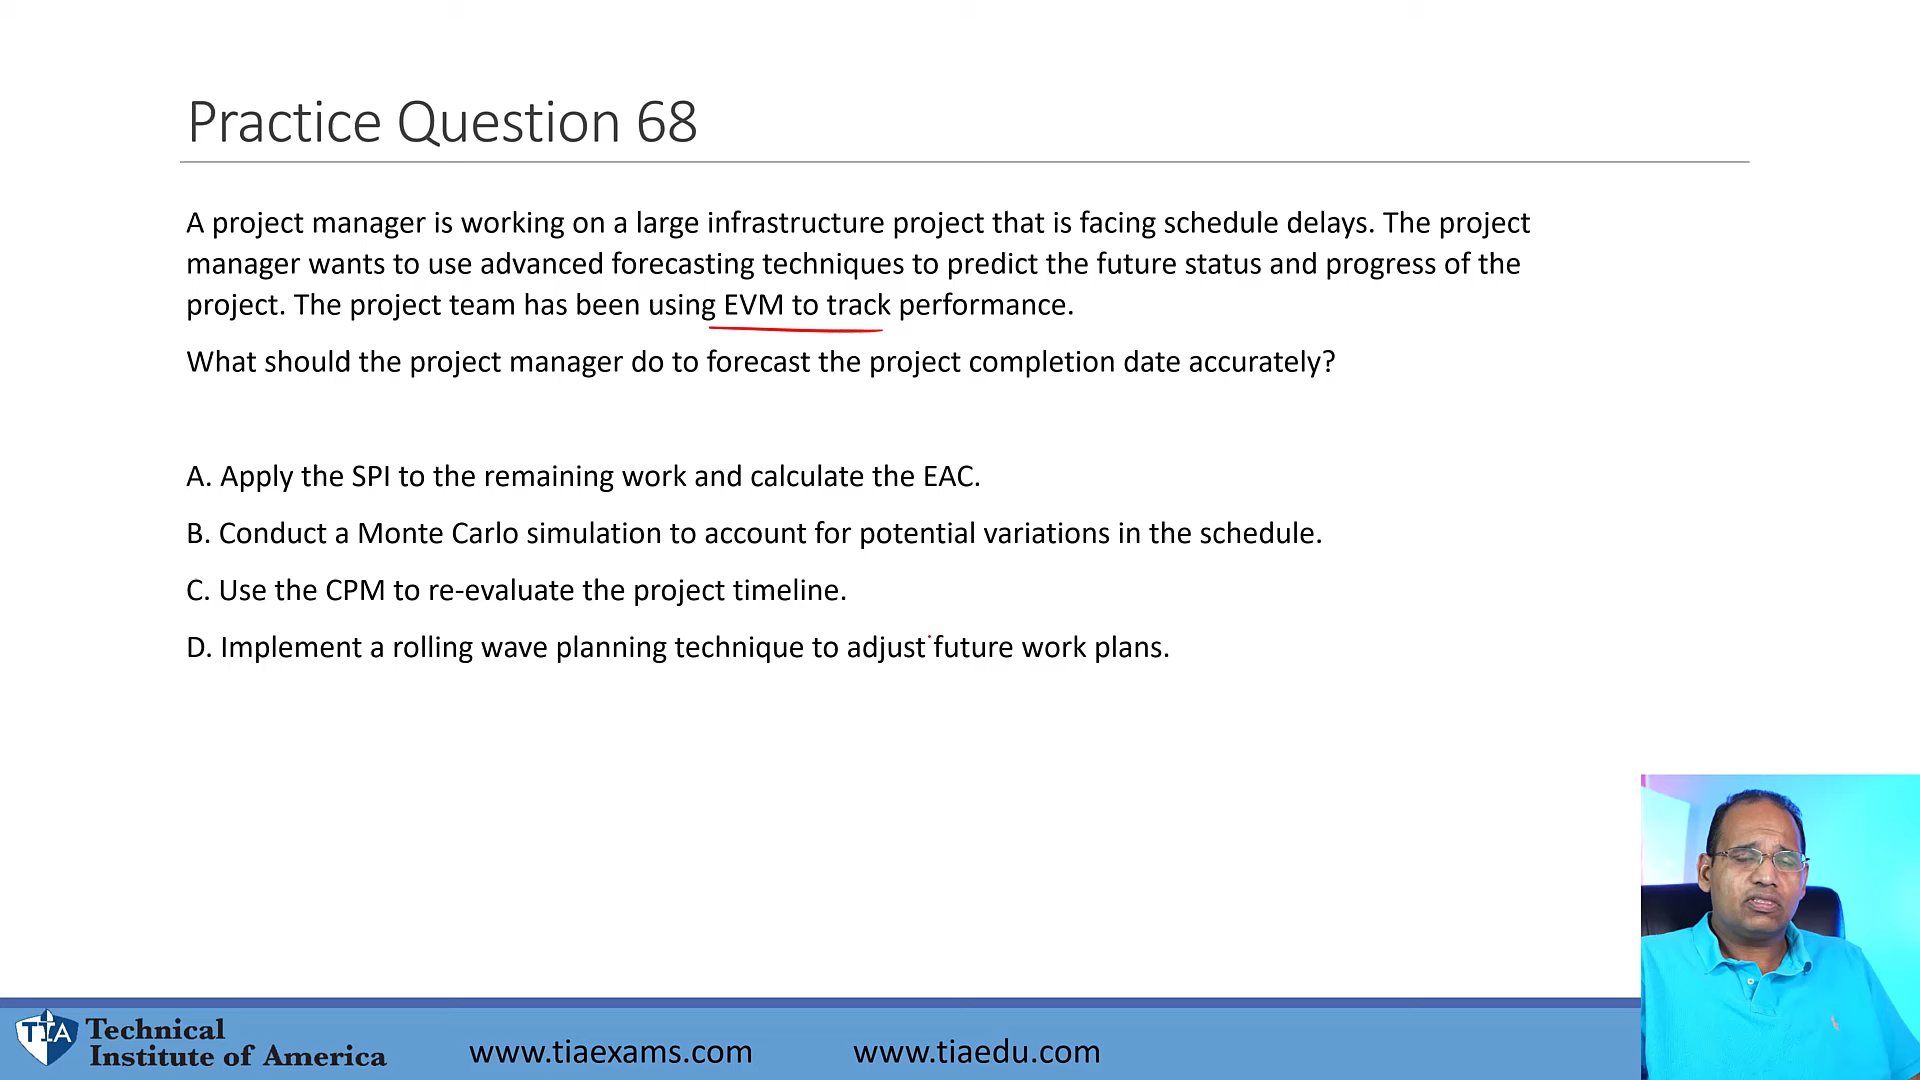 Practice Question 68
A project manager is working on a large infrastructure project that is facing schedule delays. The project
manager wants to use advanced forecasting techniques to predict the future status and progress of the
project. The project team has been using EVM to track performance.
What should the project manager do to forecast the project completion date accurately?
A. Apply the SPI to the remaining work and calculate the EAC.
B. Conduct a Monte Carlo simulation to account for potential variations in the schedule.
C. Use the CPM to re-evaluate the project timeline.
D. Implement a rolling wave planning technique to adjust future work plans.
TIA
Technical
Institute of America
www.tiaexams.com
www.tiaedu.com